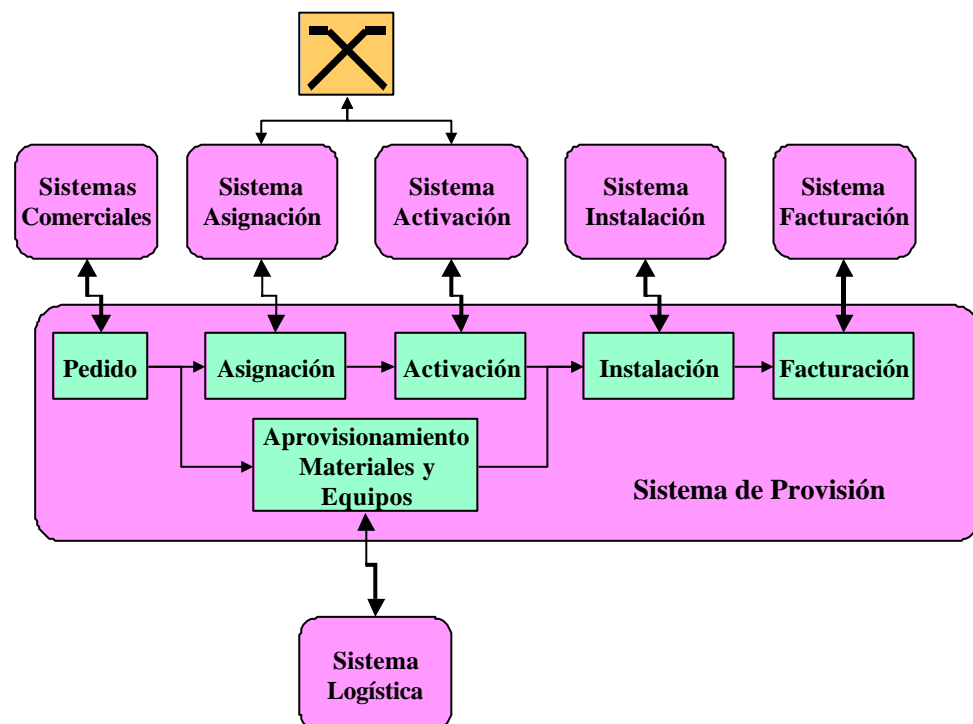 Sistemas
Comerciales
Sistema
Asignación
Sistema
Activación
Sistema
Instalación
Sistema
Facturación
Pedido
Asignación
Activación
Instalación
Facturación
Aprovisionamiento
Materiales y
Equipos
Sistema de Provisión
Sistema
Logística